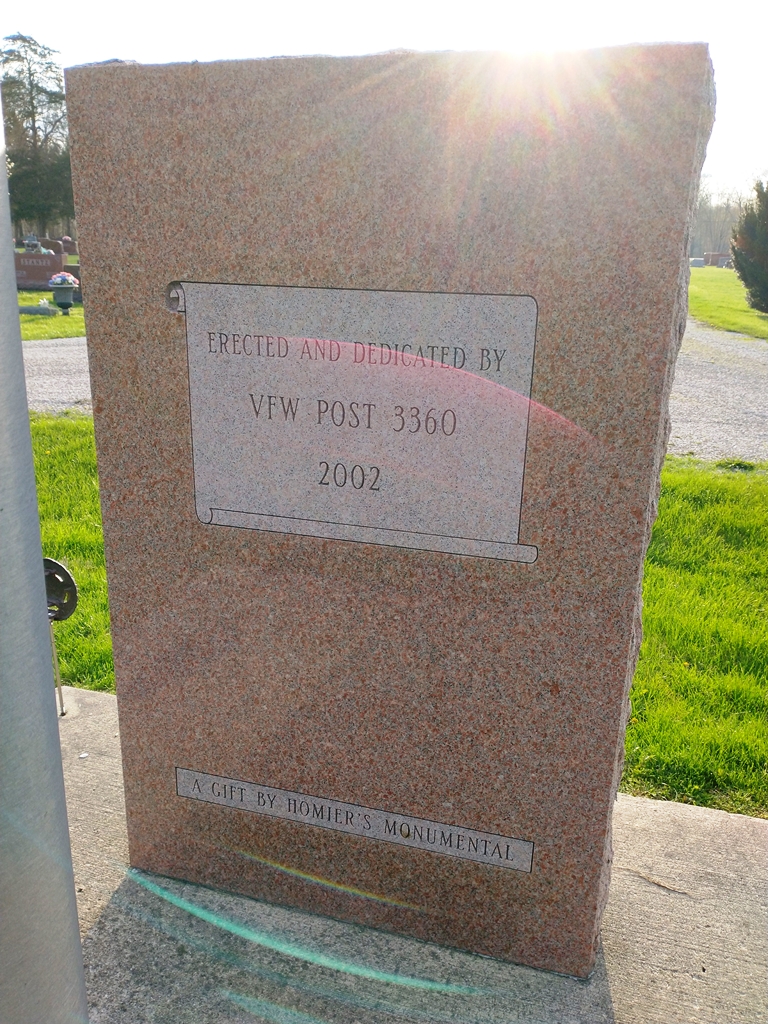 ERECTED AND DEDICATED BY
VFW POST 3360
2002
A GIFT BY HOMIER'S MONUMENTAL